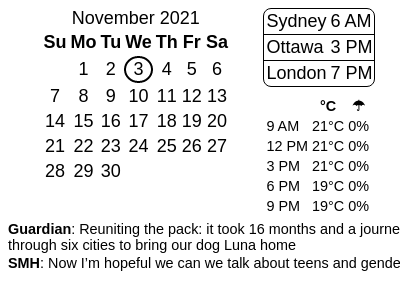 November 2021
Su Mo Tu We Th Fr Sa
1 2 3 4 5 6
7 8 9 10 11 12 13
14 15 16 17 18 19 20
21 22 23 24 25 26 27
28 29 30
Sydney 6 AM
Ottawa 3 PM
London 7 PM
°C ☂
9 AM 21°C 0%
12 PM 21°C 0%
3 PM 21°C 0%
6 PM 19°C 0%
9 PM 19°C 0%
Guardian: Reuniting the pack: it took 16 months and a journe
through six cities to bring our dog Luna home
SMH: Now I'm hopeful we can we talk about teens and gende